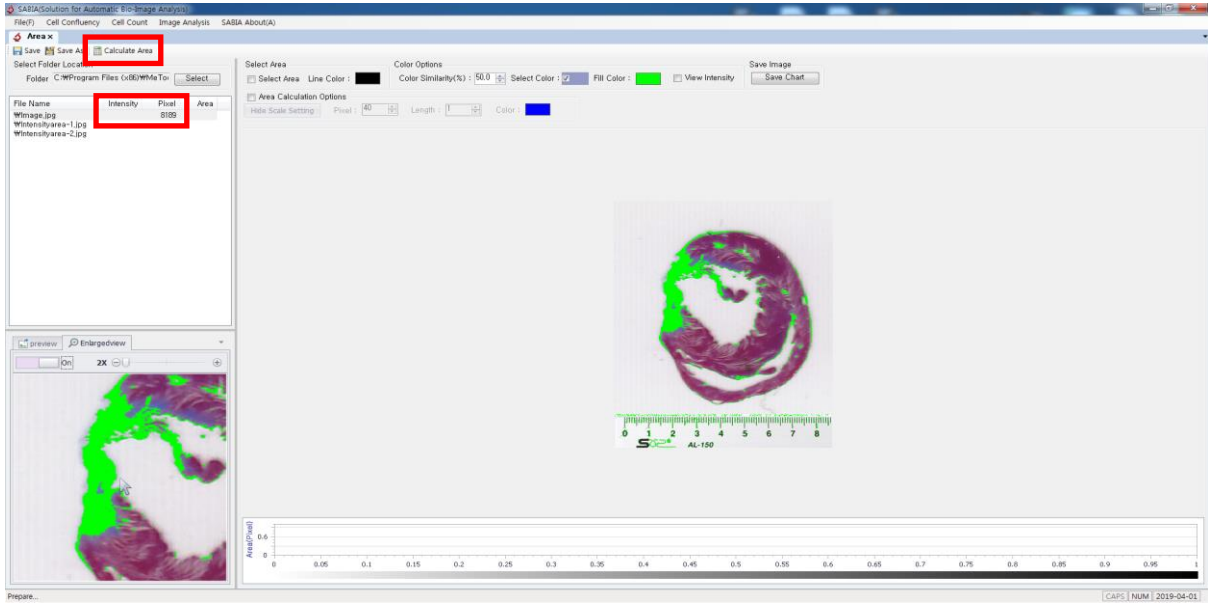 SABIA(Solution for Automatic Bio-Image Analysis)
File(F) Cell Confluency Cell Count Image Analysis SABIA About(A)
Area x
Save Save As Calculate Area
Select Folder Location
Folder C:₩Program Files (x86)₩MeToo Select
File Name Intensity Pixel Area
₩Image.jpg 8189
₩Intensityarea-1.jpg
₩Intensityarea-2.jpg
Select Area Color Options Save Image
Select Area Line Color : Color Similarity(%) : 50.0 Select Color : Fill Color : View Intensity Save Chart
Area Calculation Options
Hide Scale Setting Pixel : 40 Length : 1 Color :
preview Enlargedview
On 2X
0 1 2 3 4 5 6 7 8
AL-150
Area(Pixel)
0.6
0
0 0.05 0.1 0.15 0.2 0.25 0.3 0.35 0.4 0.45 0.5 0.55 0.6 0.65 0.7 0.75 0.8 0.85 0.9 0.95 1
Prepare... CAPS NUM 2019-04-01